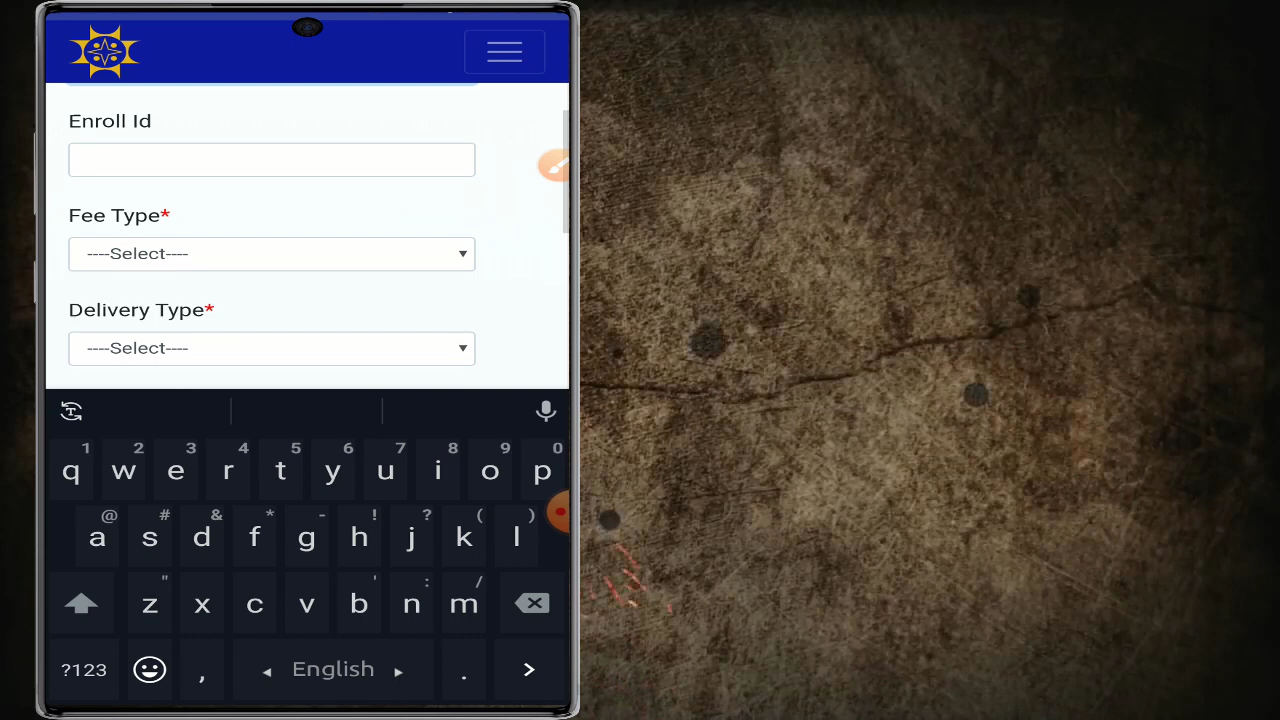 Enroll Id
Fee Type*
----Select----
Delivery Type*
----Select----
1 2 3 4 5 6 7 8 9 0
q w e r t y u i o p
@ # & * - ! ? ( )
a s d f g h j k l
" ' : /
z x c v b n m
?123 , ◂ English ▸ . >